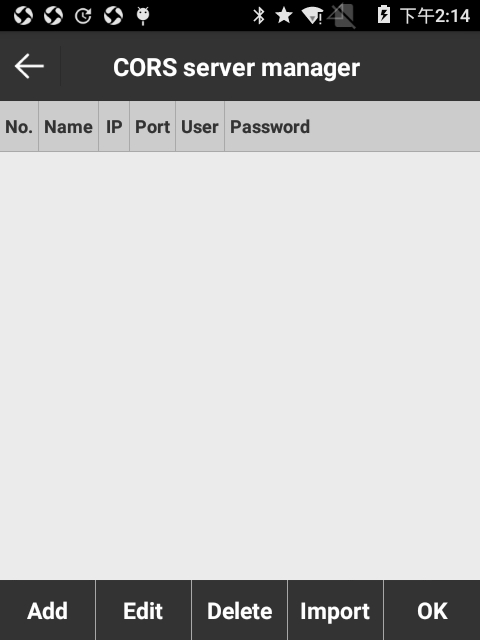 下午2:14
CORS server manager
No. Name IP Port User Password
Add Edit Delete Import OK